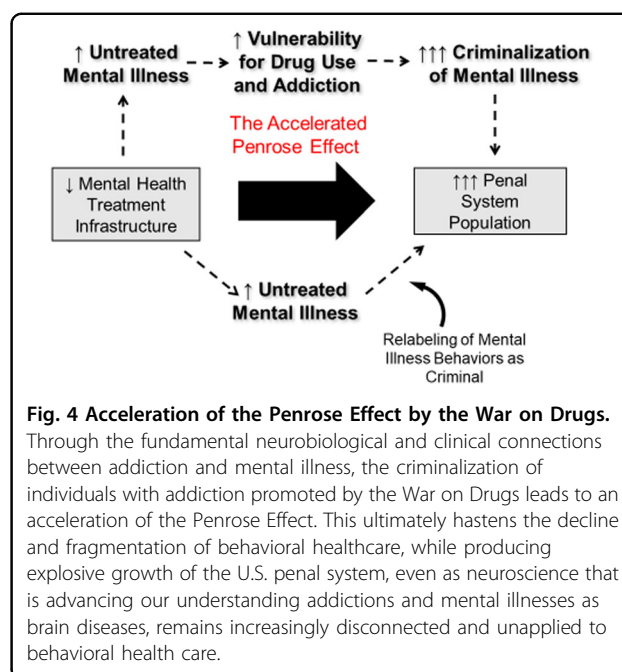 ↑ Untreated
Mental Illness
↑ Vulnerability
for Drug Use
and Addiction
↑↑↑ Criminalization
of Mental Illness
The Accelerated
Penrose Effect
↓ Mental Health
Treatment
Infrastructure
↑↑↑ Penal
System
Population
↑ Untreated
Mental Illness
Relabeling of Mental
Illness Behaviors as
Criminal
Fig. 4 Acceleration of the Penrose Effect by the War on Drugs.
Through the fundamental neurobiological and clinical connections
between addiction and mental illness, the criminalization of
individuals with addiction promoted by the War on Drugs leads to an
acceleration of the Penrose Effect. This ultimately hastens the decline
and fragmentation of behavioral healthcare, while producing
explosive growth of the U.S. penal system, even as neuroscience that
is advancing our understanding addictions and mental illnesses as
brain diseases, remains increasingly disconnected and unapplied to
behavioral health care.